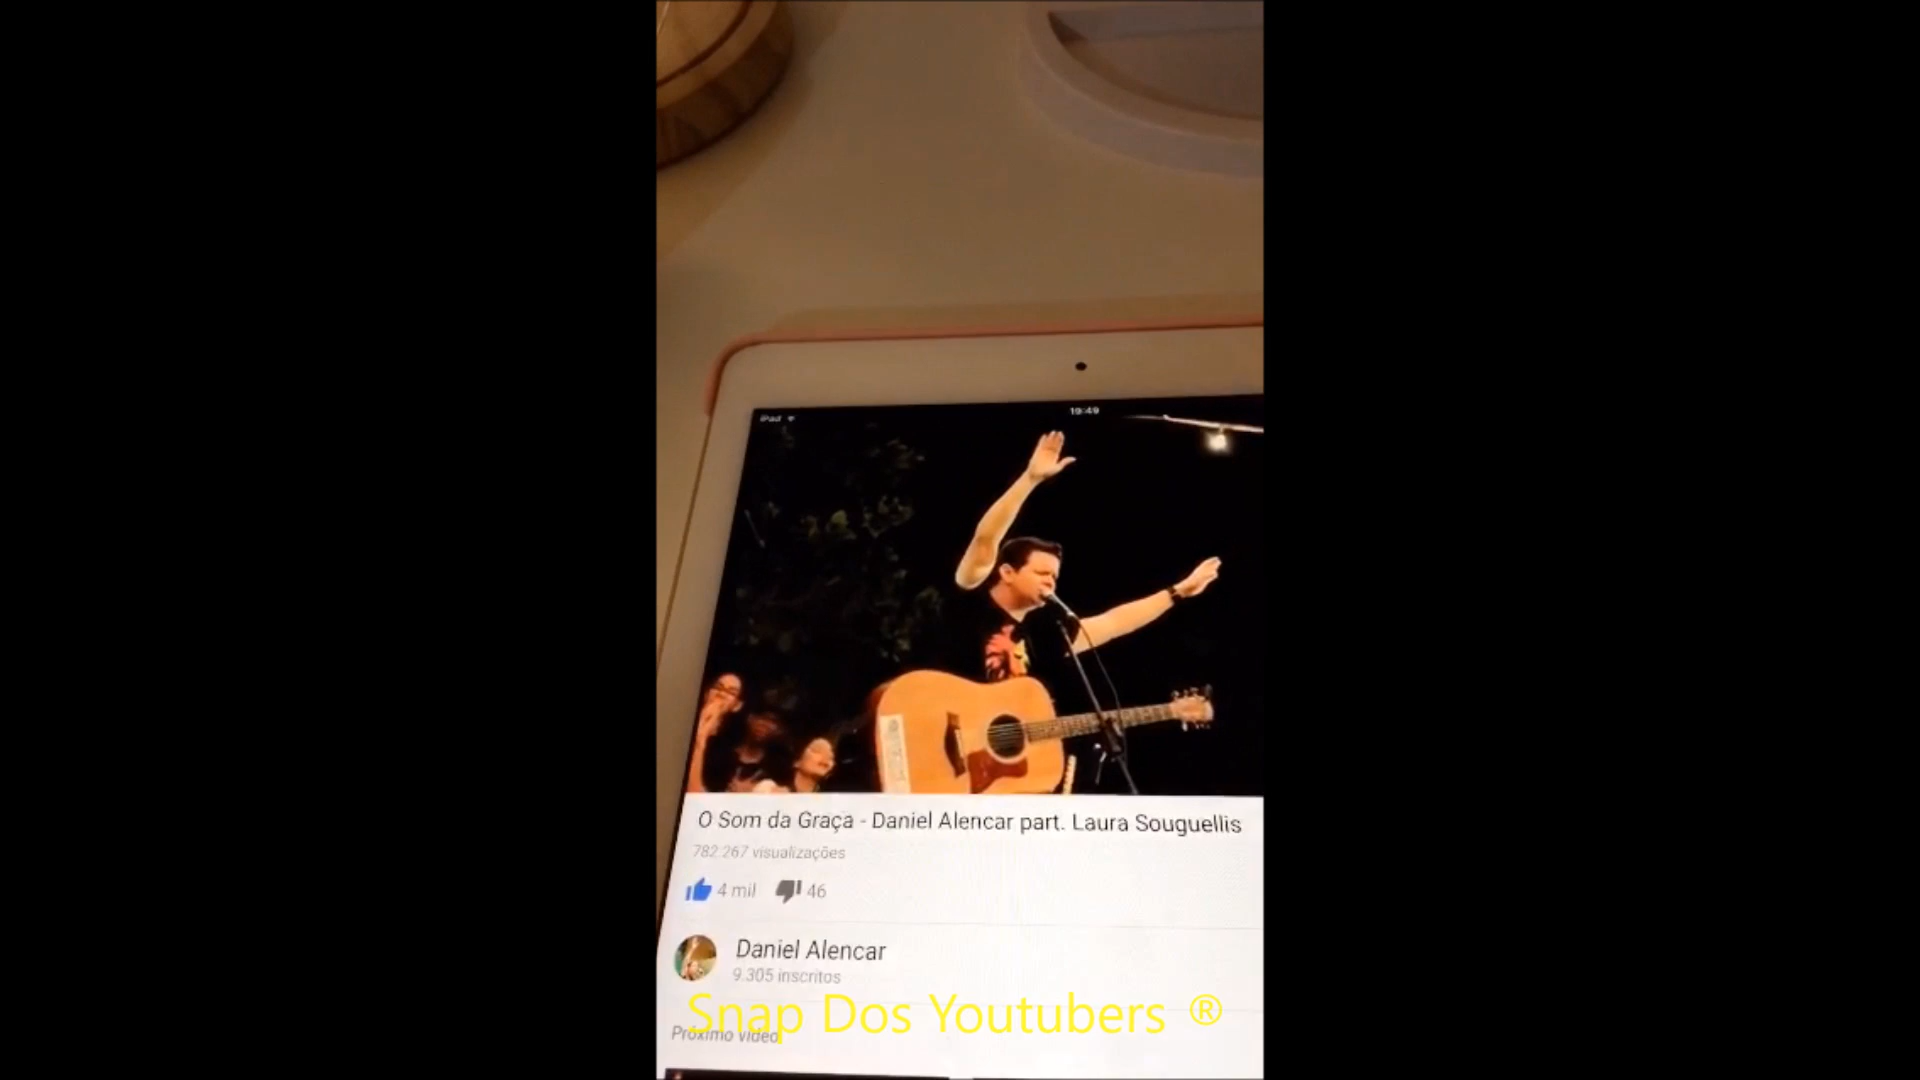 iPad
19:49
O Som da Graça - Daniel Alencar part. Laura Souguellis
782.267 visualizações
4 mil
46
Daniel Alencar
9.305 inscritos
Snap Dos Youtubers ®
Próximo vídeo